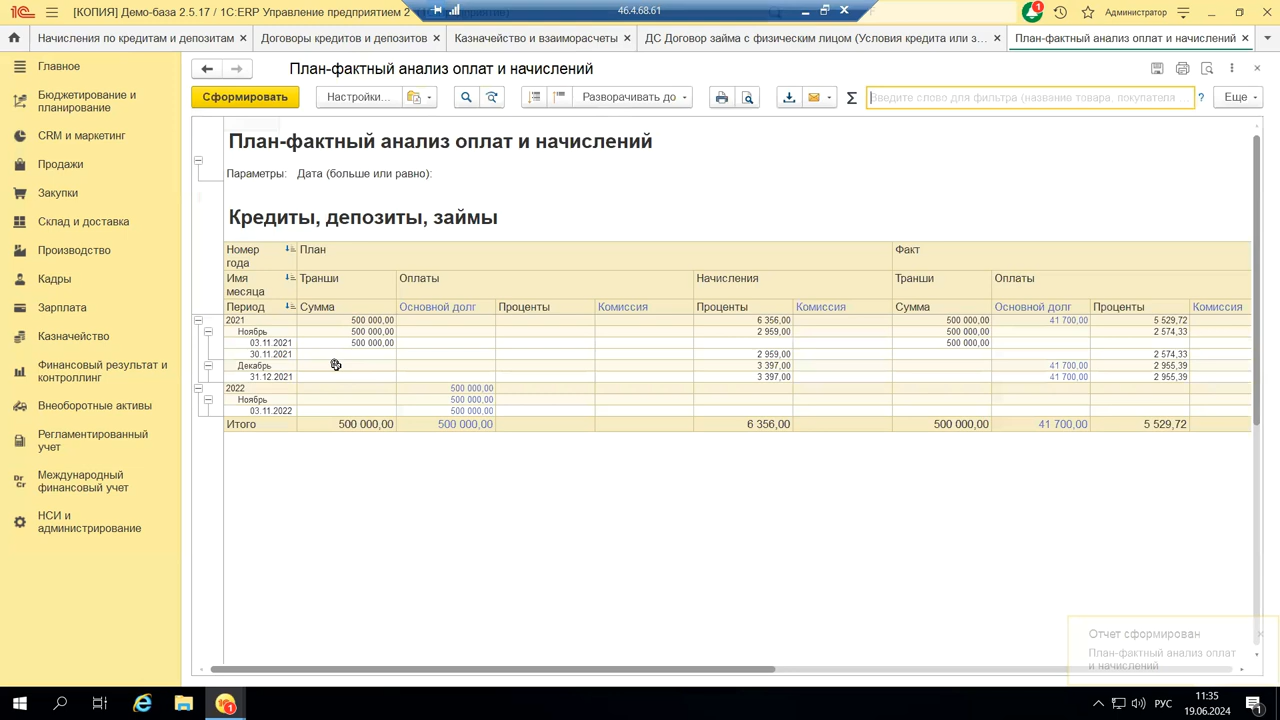 [КОПИЯ] Демо-база 2.5.17 / 1С:ERP Управление предприятием 2
46.4.68.61
1
Администратор
Начисления по кредитам и депозитам ×
Договоры кредитов и депозитов ×
Казначейство и взаиморасчеты ×
ДС Договор займа с физическим лицом (Условия кредита или з... ×
План-фактный анализ оплат и начислений ×
План-фактный анализ оплат и начислений
Сформировать
Настройки...
Разворачивать до
Σ
Введите слово для фильтра (название товара, покупателя ...
?
Еще
Главное
Бюджетирование и
планирование
CRM и маркетинг
Продажи
Закупки
Склад и доставка
Производство
Кадры
Зарплата
Казначейство
Финансовый результат и
контроллинг
Внеоборотные активы
Регламентированный
учет
Международный
финансовый учет
НСИ и
администрирование
План-фактный анализ оплат и начислений
Параметры: Дата (больше или равно):
Кредиты, депозиты, займы
Номер года План Факт
Имя месяца Транши Оплаты Начисления Транши Оплаты
Период Сумма Основной долг Проценты Комиссия Проценты Комиссия Сумма Основной долг Проценты Комиссия
2021 500 000,00 6 356,00 500 000,00 41 700,00 5 529,72
Ноябрь 500 000,00 2 959,00 500 000,00 2 574,33
03.11.2021 500 000,00 500 000,00
30.11.2021 2 959,00 2 574,33
Декабрь 3 397,00 41 700,00 2 955,39
31.12.2021 3 397,00 41 700,00 2 955,39
2022 500 000,00
Ноябрь 500 000,00
03.11.2022 500 000,00
Итого 500 000,00 500 000,00 6 356,00 500 000,00 41 700,00 5 529,72
Отчет сформирован
План-фактный анализ оплат
и начислений
РУС
11:35
19.06.2024
1